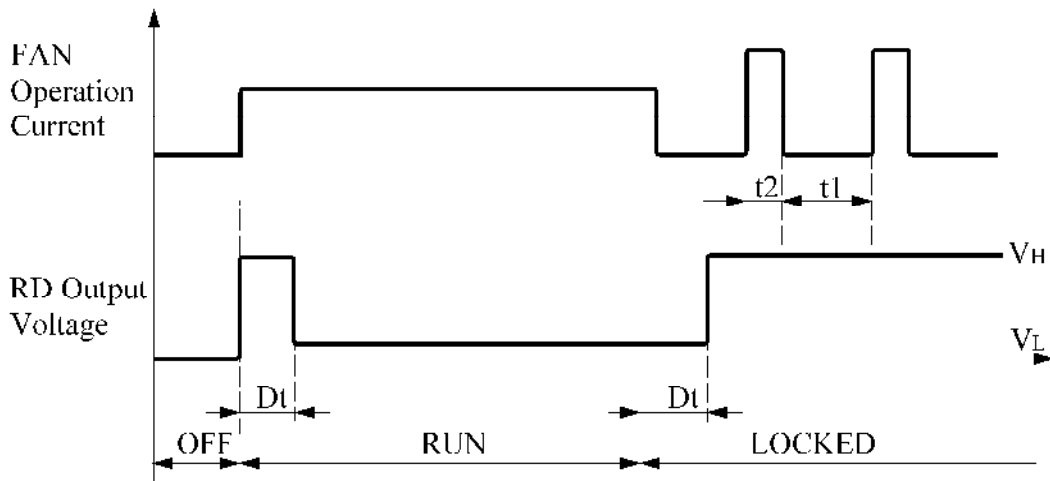 FAN
Operation
Current
t2
t1
VH
RD Output
Voltage
VL
Dt
Dt
OFF
RUN
LOCKED